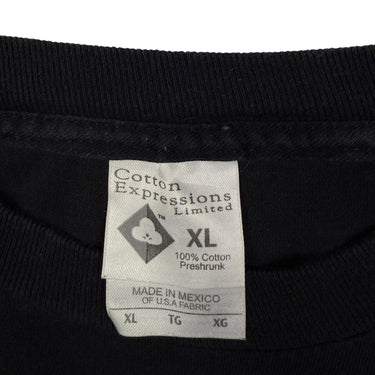 Cotton
Expressions
Limited
™
XL
100% Cotton
Preshrunk
MADE IN MEXICO
OF U.S.A FABRIC
XL TG XG